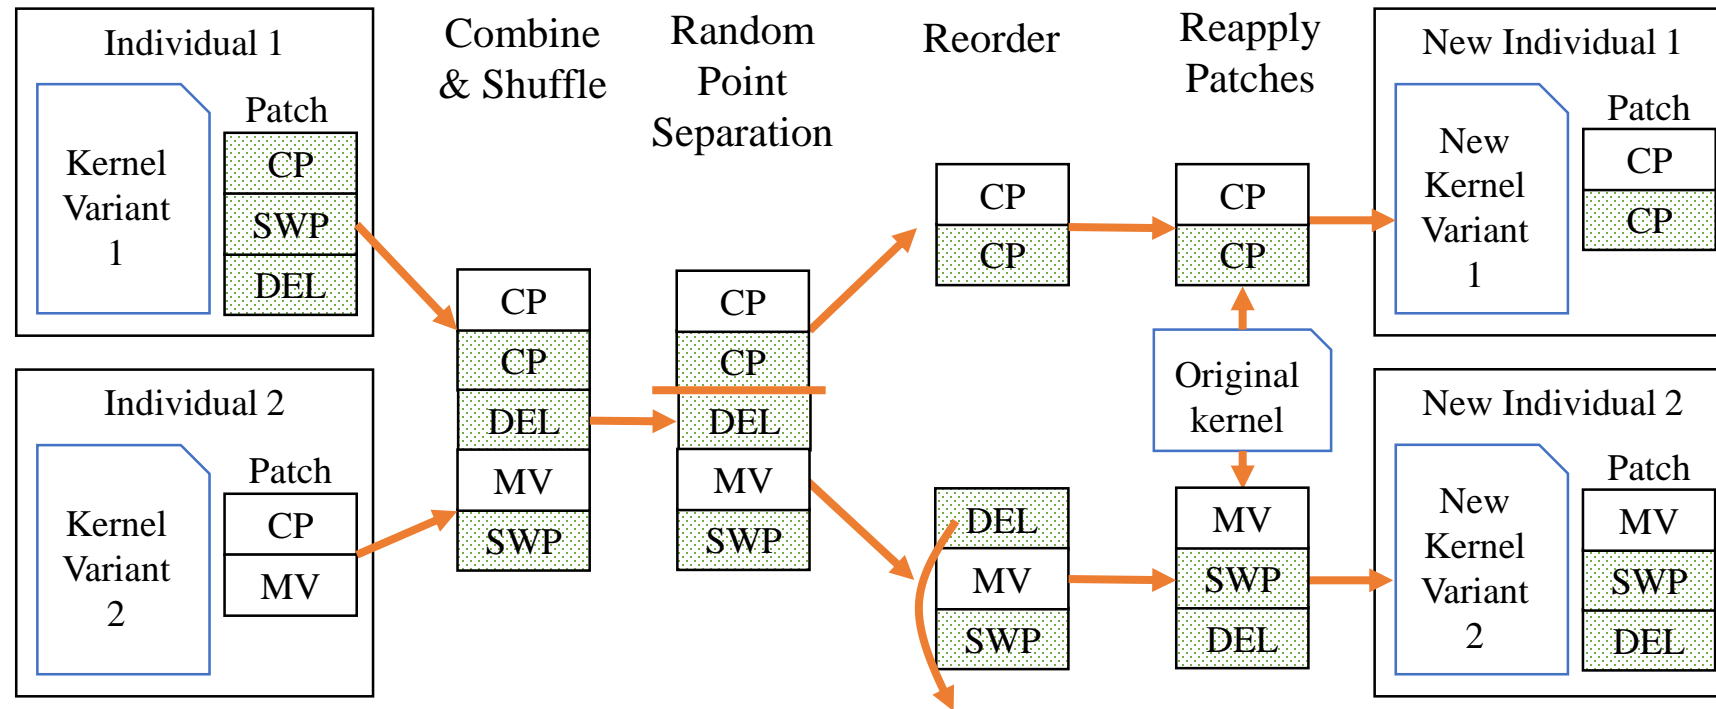 Individual 1
Kernel
Variant
1
Patch
CP
SWP
DEL
Individual 2
Kernel
Variant
2
Patch
CP
MV
Combine
& Shuffle
CP
CP
DEL
MV
SWP
Random
Point
Separation
CP
CP
DEL
MV
SWP
Reorder
CP
CP
DEL
MV
SWP
Reapply
Patches
CP
CP
Original
kernel
MV
SWP
DEL
New Individual 1
New
Kernel
Variant
1
Patch
CP
CP
New Individual 2
New
Kernel
Variant
2
Patch
MV
SWP
DEL